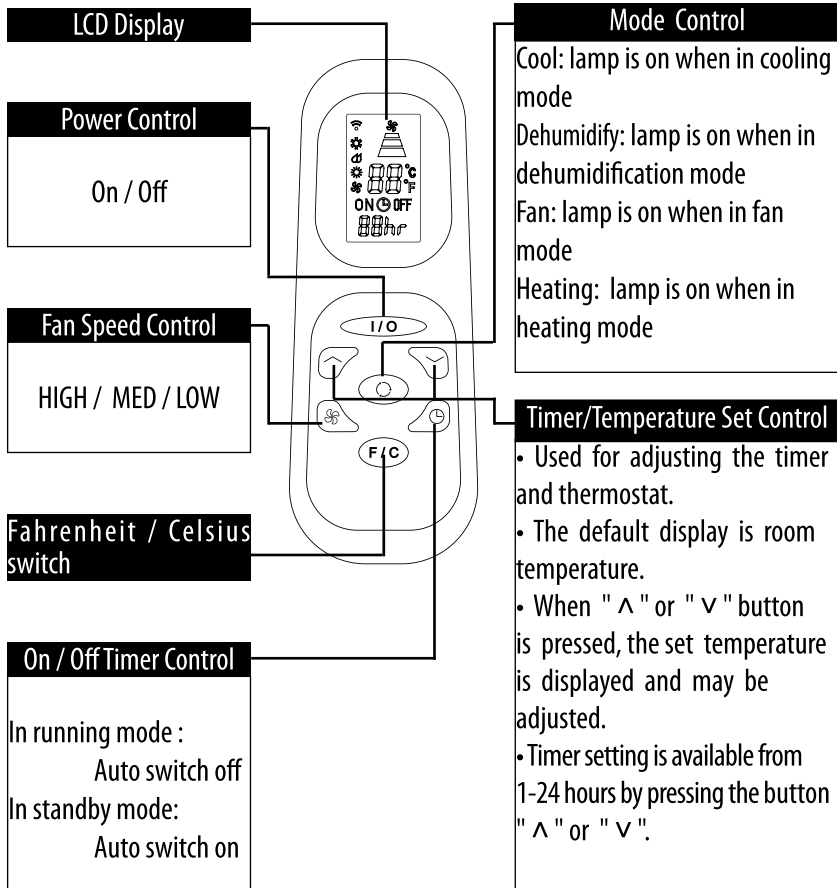 LCD Display
Power Control
On / Off
Fan Speed Control
HIGH / MED / LOW
Fahrenheit / Celsius
switch
On / Off Timer Control
In running mode :
Auto switch off
In standby mode:
Auto switch on
°C
88 °F
ON OFF
88hr
I/O
F/C
Mode Control
Cool: lamp is on when in cooling
mode
Dehumidify: lamp is on when in
dehumidification mode
Fan: lamp is on when in fan
mode
Heating: lamp is on when in
heating mode
Timer/Temperature Set Control
• Used for adjusting the timer
and thermostat.
• The default display is room
temperature.
• When " ∧ " or " ∨ " button
is pressed, the set temperature
is displayed and may be
adjusted.
• Timer setting is available from
1-24 hours by pressing the button
" ∧ " or " ∨ ".